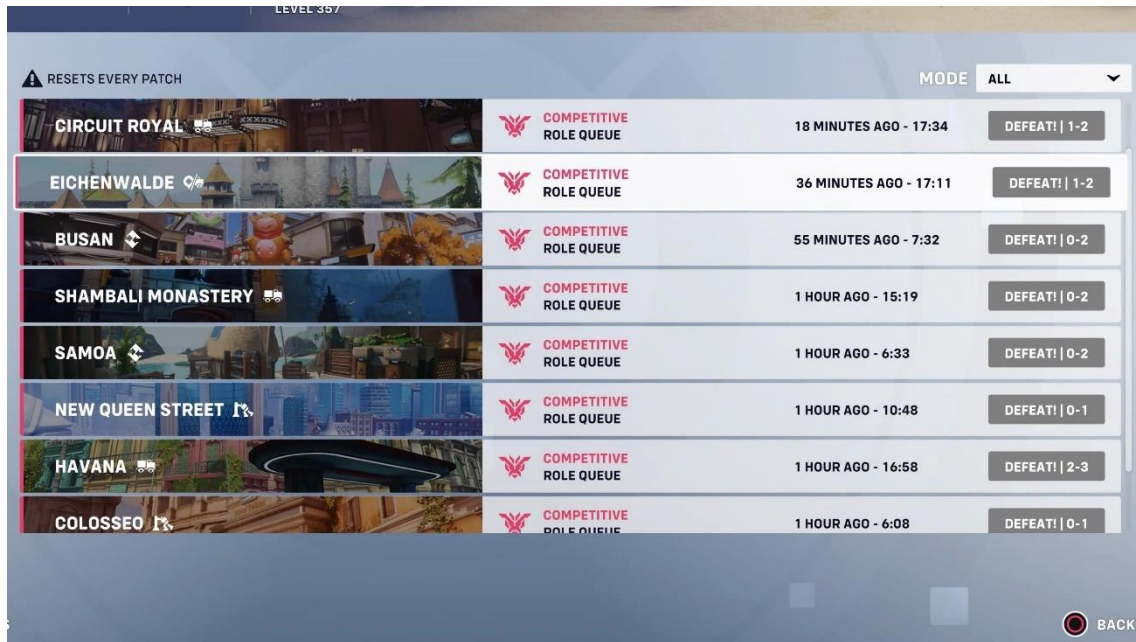 LEVEL 357
RESETS EVERY PATCH
MODE ALL
CIRCUIT ROYAL
COMPETITIVE
ROLE QUEUE
18 MINUTES AGO - 17:34
DEFEAT! | 1-2
EICHENWALDE
COMPETITIVE
ROLE QUEUE
36 MINUTES AGO - 17:11
DEFEAT! | 1-2
BUSAN
COMPETITIVE
ROLE QUEUE
55 MINUTES AGO - 7:32
DEFEAT! | 0-2
SHAMBALI MONASTERY
COMPETITIVE
ROLE QUEUE
1 HOUR AGO - 15:19
DEFEAT! | 0-2
SAMOA
COMPETITIVE
ROLE QUEUE
1 HOUR AGO - 6:33
DEFEAT! | 0-2
NEW QUEEN STREET
COMPETITIVE
ROLE QUEUE
1 HOUR AGO - 10:48
DEFEAT! | 0-1
HAVANA
COMPETITIVE
ROLE QUEUE
1 HOUR AGO - 16:58
DEFEAT! | 2-3
COLOSSEO
COMPETITIVE
ROLE QUEUE
1 HOUR AGO - 6:08
DEFEAT! | 0-1
BACK